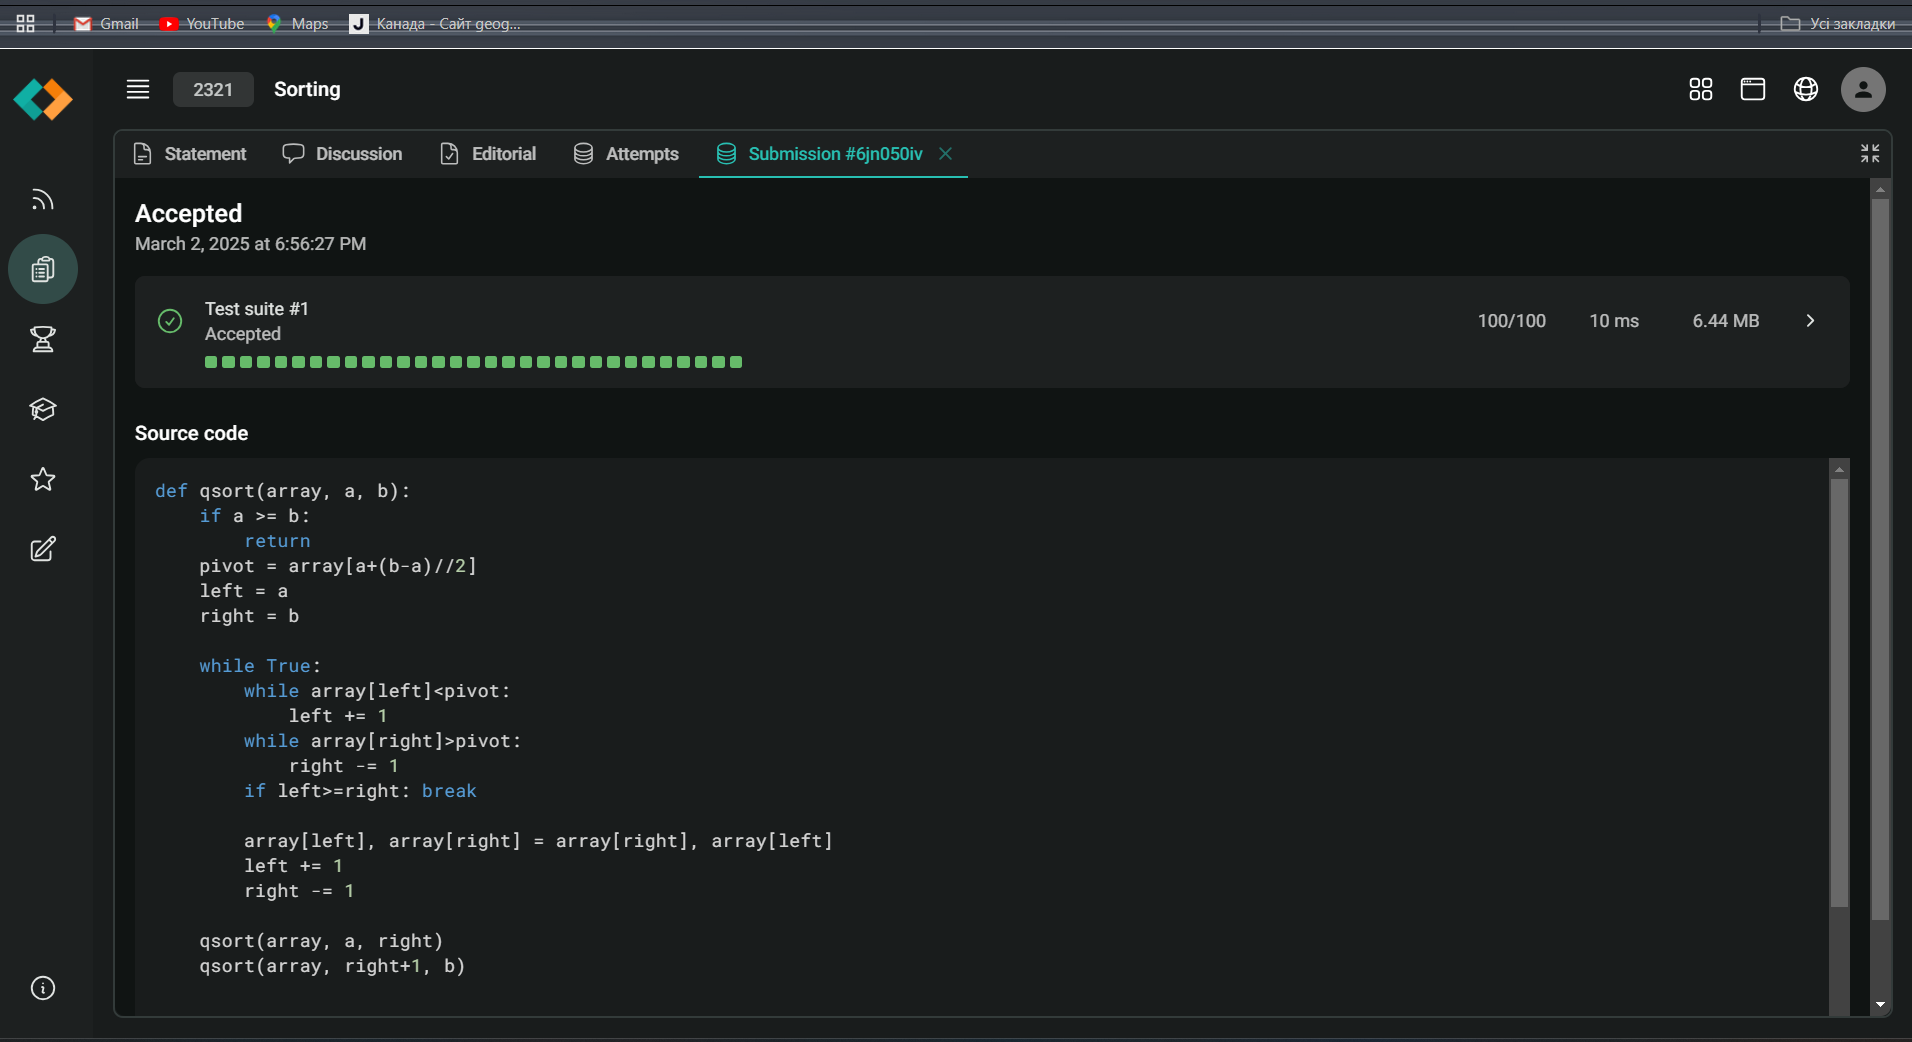 Gmail YouTube Maps Канада - Сайт geog... Усі закладки
2321 Sorting
Statement Discussion Editorial Attempts Submission #6jn050iv
Accepted
March 2, 2025 at 6:56:27 PM
Test suite #1
Accepted
100/100 10 ms 6.44 MB
Source code
def qsort(array, a, b):
    if a >= b:
        return
    pivot = array[a+(b-a)//2]
    left = a
    right = b
    while True:
        while array[left]<pivot:
            left += 1
        while array[right]>pivot:
            right -= 1
        if left>=right: break
        array[left], array[right] = array[right], array[left]
        left += 1
        right -= 1
    qsort(array, a, right)
    qsort(array, right+1, b)